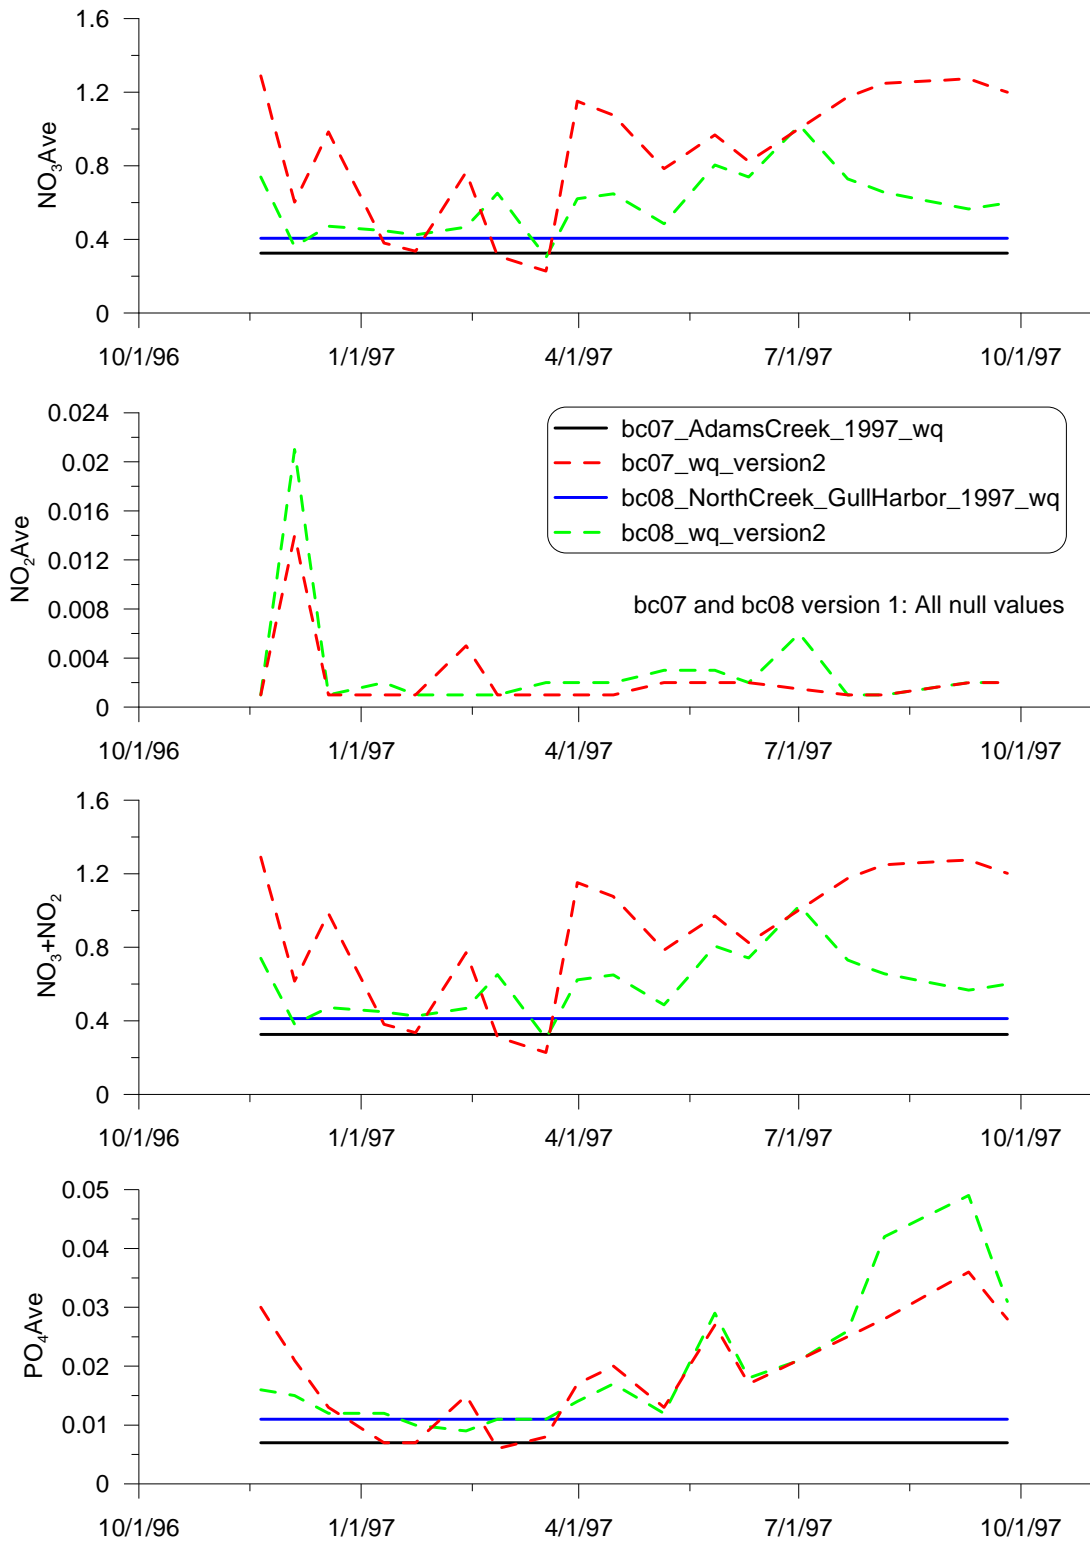 1.6
1.2
0.8
0.4
0
NO₃Ave
10/1/96 1/1/97 4/1/97 7/1/97 10/1/97
0.024
0.02
0.016
0.012
0.008
0.004
0
NO₂Ave
bc07_AdamsCreek_1997_wq
bc07_wq_version2
bc08_NorthCreek_GullHarbor_1997_wq
bc08_wq_version2
bc07 and bc08 version 1: All null values
10/1/96 1/1/97 4/1/97 7/1/97 10/1/97
1.6
1.2
0.8
0.4
0
NO₃+NO₂
10/1/96 1/1/97 4/1/97 7/1/97 10/1/97
0.05
0.04
0.03
0.02
0.01
0
PO₄Ave
10/1/96 1/1/97 4/1/97 7/1/97 10/1/97